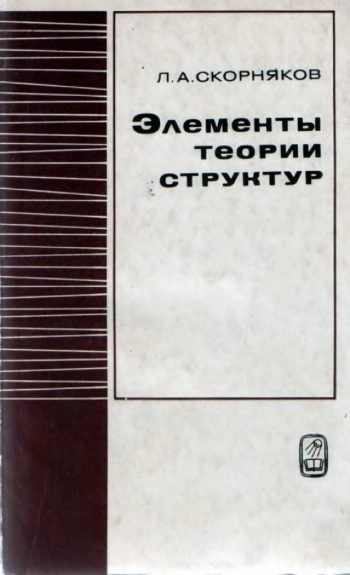 Л.А.СКОРНЯКОВ
Элементы
теории
структур